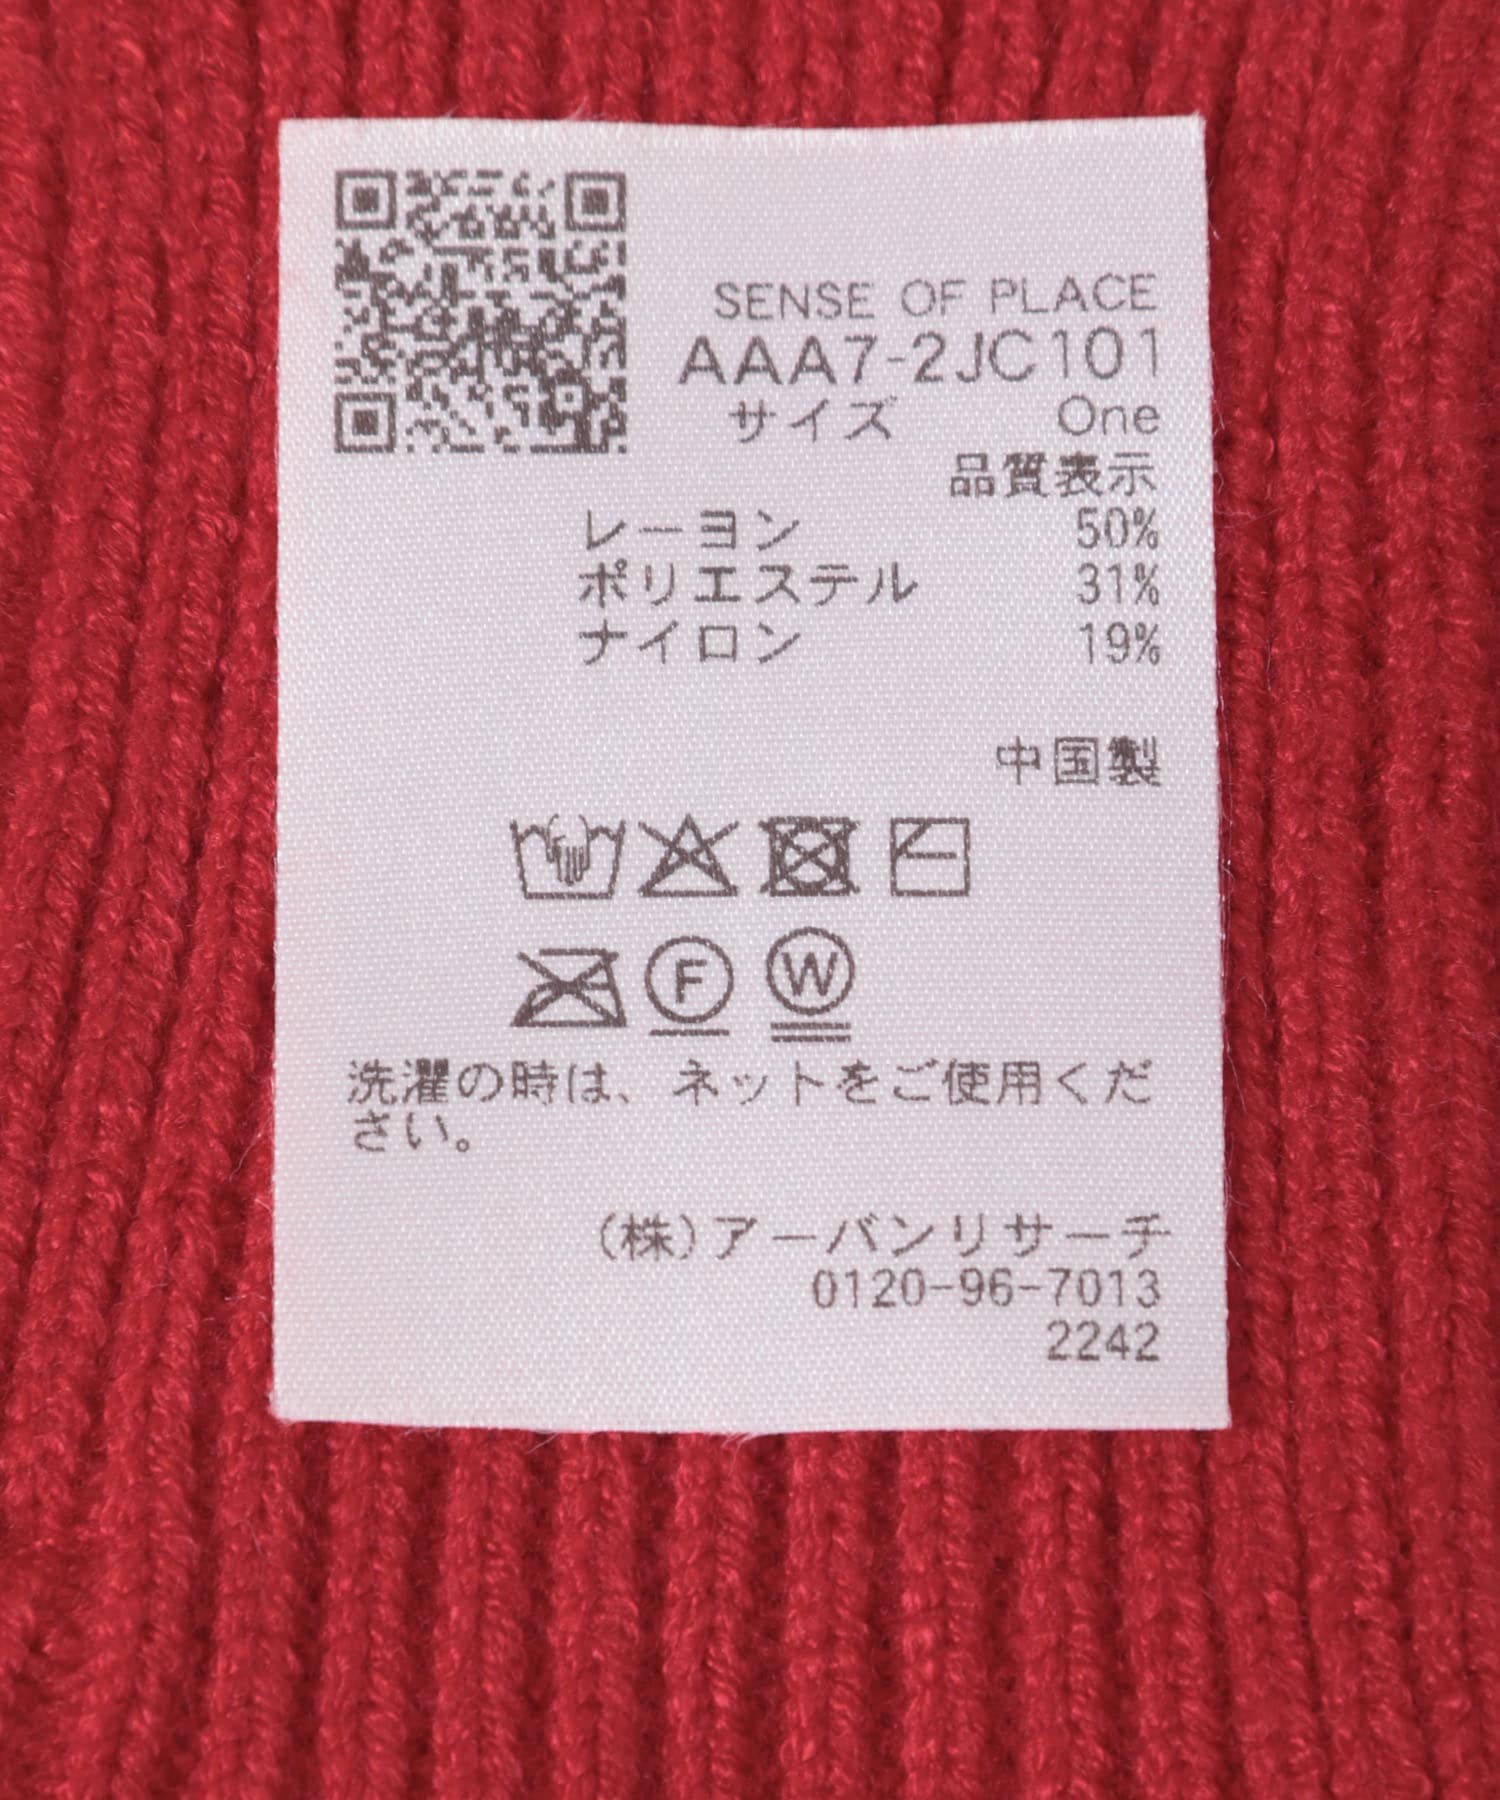 SENSE OF PLACE
AAA7-2JC101
サイズ One
品質表示
レーヨン 50%
ポリエステル 31%
ナイロン 19%
中国製
F W
洗濯の時は、ネットをご使用くだ
さい。
(株)アーバンリサーチ
0120-96-7013
2242